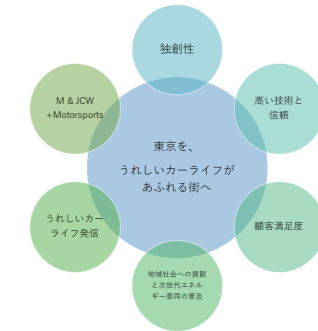 独創性
M & JCW
+Motorsports
高い技術と
信頼
東京を、
うれしいカーライフが
あふれる街へ
うれしいカー
ライフ発信
顧客満足度
地域社会への貢献
と次世代エネル
ギー車両の普及